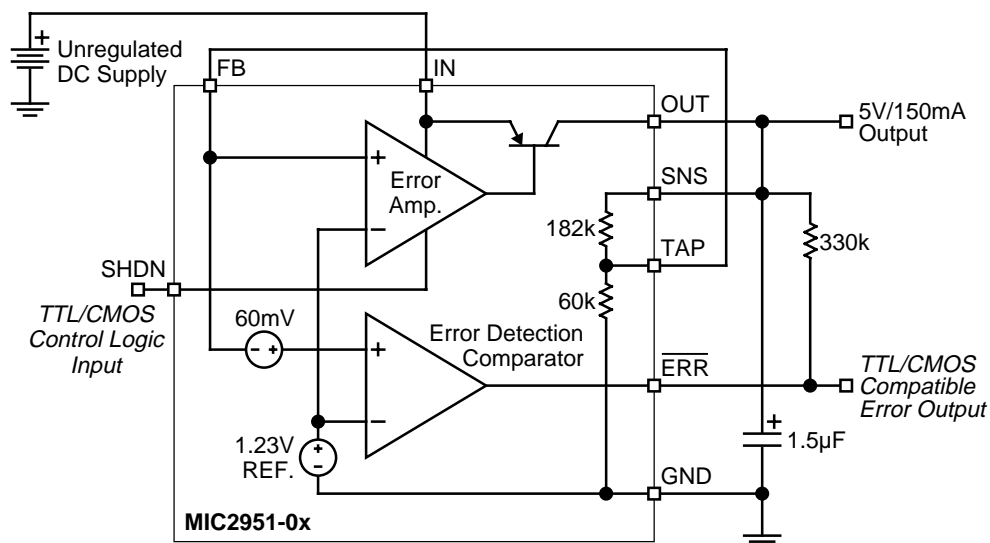 +
Unregulated
DC Supply
FB
IN
OUT
5V/150mA
Output
+
Error
Amp.
−
SNS
182k
330k
TAP
SHDN
60k
TTL/CMOS
Control Logic
Input
60mV
− +
+
Error Detection
Comparator
ERR
TTL/CMOS
Compatible
Error Output
−
+
1.5µF
1.23V
REF.
+
−
GND
MIC2951-0x